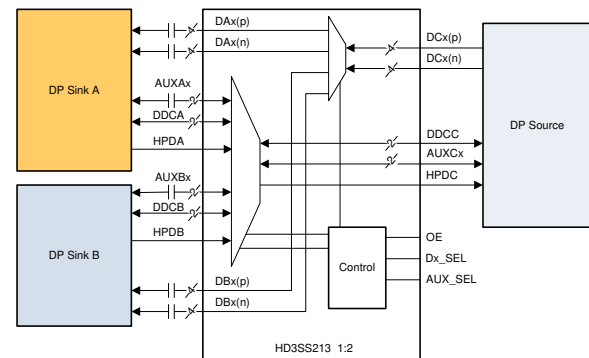 DAx(p)
DAx(n)
DCx(p)
DCx(n)
DP Sink A
AUXAx
DDCA
HPDA
DP Source
DDCC
AUXCx
HPDC
AUXBx
DDCB
HPDB
DP Sink B
Control
OE
Dx_SEL
AUX_SEL
DBx(p)
DBx(n)
HD3SS213 1:2